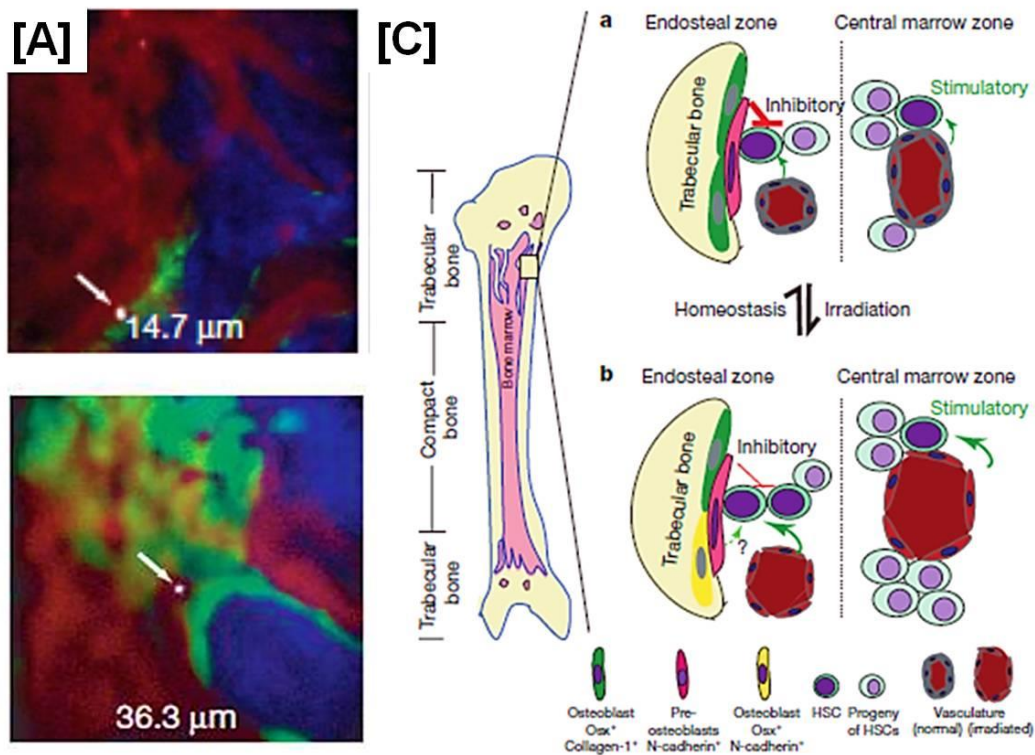 [A]
14.7 μm
36.3 μm
[C]
Trabecular
bone
Compact
bone
Trabecular
bone
Bone marrow
a
Endosteal zone
Central marrow zone
Trabecular bone
Inhibitory
Stimulatory
Homeostasis
Irradiation
b
Endosteal zone
Central marrow zone
Trabecular bone
Inhibitory
Stimulatory
?
Osteoblast
Osx⁺
Collagen-1⁺
Pre-
osteoblasts
N-cadherin⁺
Osteoblast
Osx⁺
N-cadherin⁺
HSC
Progeny
of HSCs
Vasculature
(normal) (irradiated)